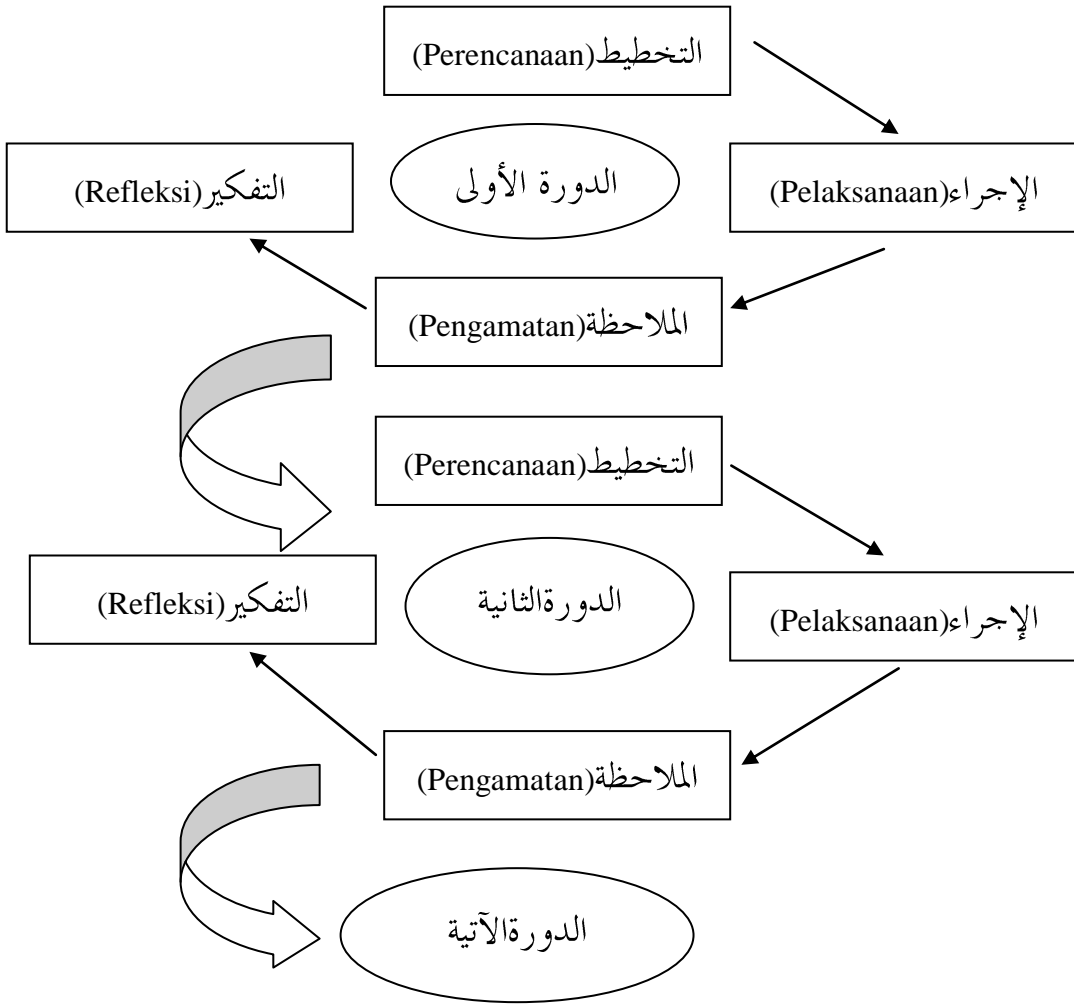 التخطيط(Perencanaan)
الدورة الأولى
الإجراء(Pelaksanaan)
التفكير(Refleksi)
الملاحظة(Pengamatan)
التخطيط(Perencanaan)
الدورةالثانية
الإجراء(Pelaksanaan)
التفكير(Refleksi)
الملاحظة(Pengamatan)
الدورةالآتية